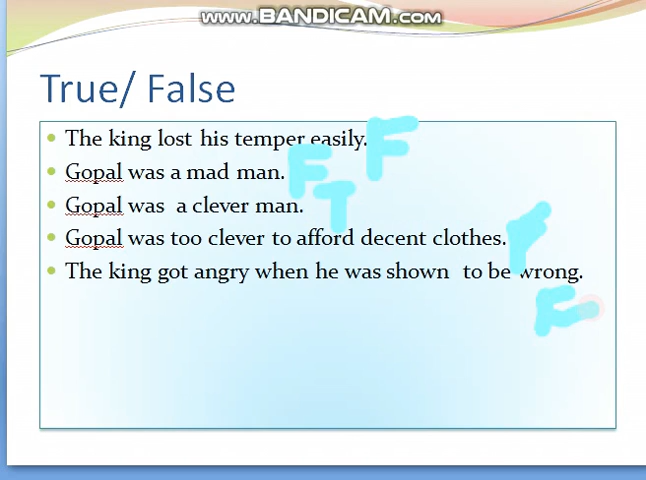 www.BANDICAM.com
True/ False
The king lost his temper easily. F
Gopal was a mad man. F
Gopal was a clever man. T
Gopal was too clever to afford decent clothes.
The king got angry when he was shown to be wrong.
F